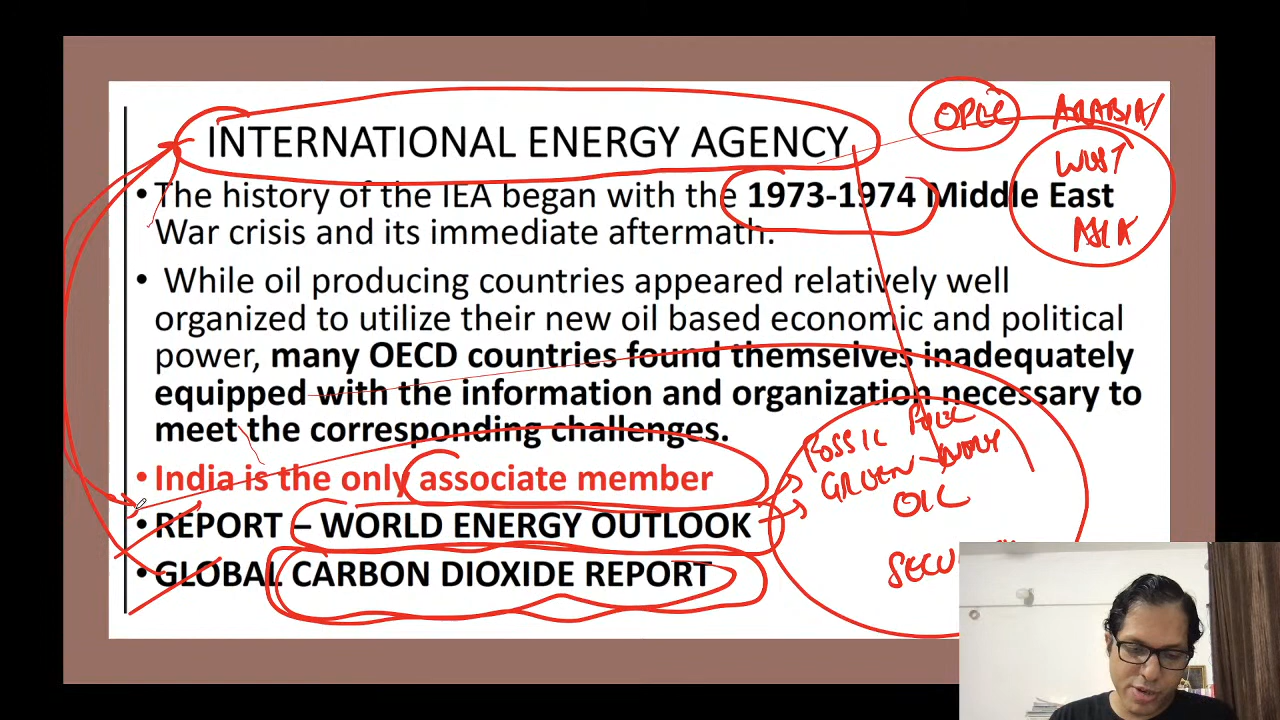 OPEC ARABIA/
INTERNATIONAL ENERGY AGENCY
WEST
ASIA
• The history of the IEA began with the 1973-1974 Middle East
War crisis and its immediate aftermath.
• While oil producing countries appeared relatively well
organized to utilize their new oil based economic and political
power, many OECD countries found themselves inadequately
equipped with the information and organization necessary to
meet the corresponding challenges.
FOSSIL FUEL
• India is the only associate member
GREEN
OIL
• REPORT – WORLD ENERGY OUTLOOK
• GLOBAL CARBON DIOXIDE REPORT